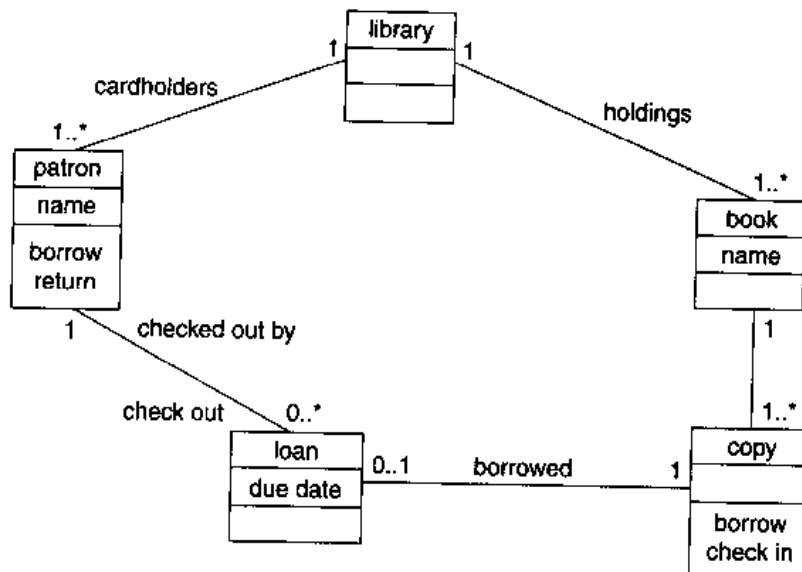 library
1
1
cardholders
holdings
1..*
1..*
patron
name
borrow
return
book
name
1
checked out by
1
check out
0..*
1..*
loan
due date
0..1
borrowed
1
copy
borrow
check in